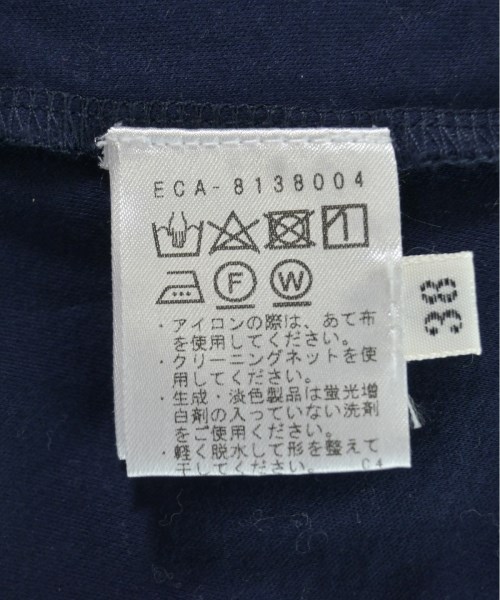 ECA-8138004
F W
・アイロンの際は、あて布
を使用してください。
・クリーニングネットを使
用してください。
・生成・淡色製品は蛍光増
白剤の入っていない洗剤
をご使用ください。
・軽く脱水して形を整えて
干してください。 C4
38